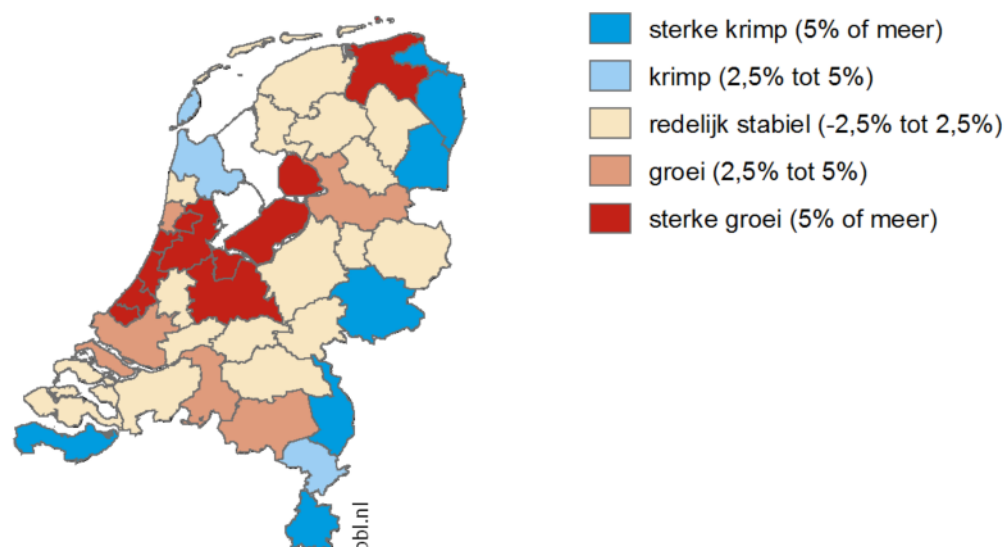 sterke krimp (5% of meer)
krimp (2,5% tot 5%)
redelijk stabiel (-2,5% tot 2,5%)
groei (2,5% tot 5%)
sterke groei (5% of meer)
pbl.nl